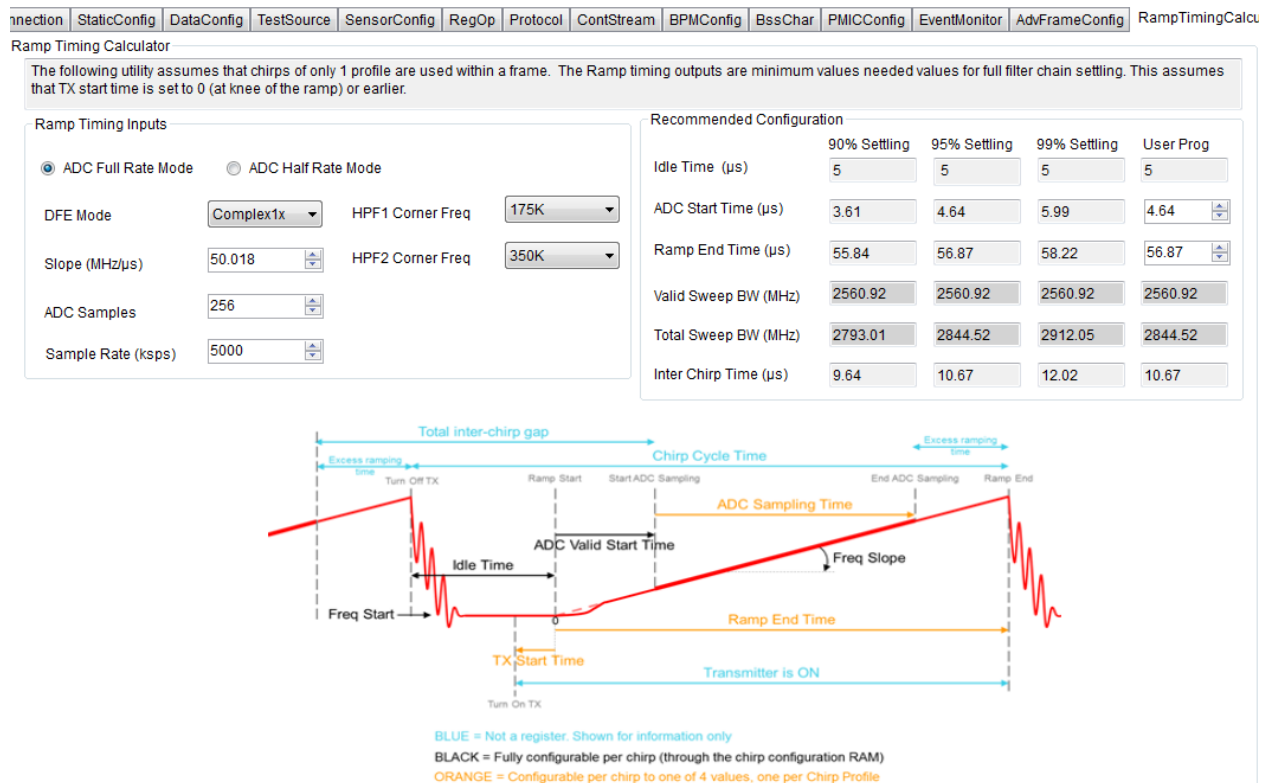 nnection StaticConfig DataConfig TestSource SensorConfig RegOp Protocol ContStream BPMConfig BssChar PMICConfig EventMonitor AdvFrameConfig RampTimingCalcu
Ramp Timing Calculator
The following utility assumes that chirps of only 1 profile are used within a frame. The Ramp timing outputs are minimum values needed values for full filter chain settling. This assumes
that TX start time is set to 0 (at knee of the ramp) or earlier.
Ramp Timing Inputs
ADC Full Rate Mode ADC Half Rate Mode
DFE Mode Complex1x HPF1 Corner Freq 175K
Slope (MHz/µs) 50.018 HPF2 Corner Freq 350K
ADC Samples 256
Sample Rate (ksps) 5000
Recommended Configuration
90% Settling 95% Settling 99% Settling User Prog
Idle Time (µs) 5 5 5 5
ADC Start Time (µs) 3.61 4.64 5.99 4.64
Ramp End Time (µs) 55.84 56.87 58.22 56.87
Valid Sweep BW (MHz) 2560.92 2560.92 2560.92 2560.92
Total Sweep BW (MHz) 2793.01 2844.52 2912.05 2844.52
Inter Chirp Time (µs) 9.64 10.67 12.02 10.67
Total inter-chirp gap
Excess ramping
time
Chirp Cycle Time
Excess ramping
time
Turn Off TX
Ramp Start
Start ADC Sampling
End ADC Sampling
Ramp End
ADC Sampling Time
ADC Valid Start Time
Idle Time
Freq Slope
Freq Start
0
Ramp End Time
TX Start Time
Transmitter is ON
Turn On TX
BLUE = Not a register. Shown for information only
BLACK = Fully configurable per chirp (through the chirp configuration RAM)
ORANGE = Configurable per chirp to one of 4 values, one per Chirp Profile